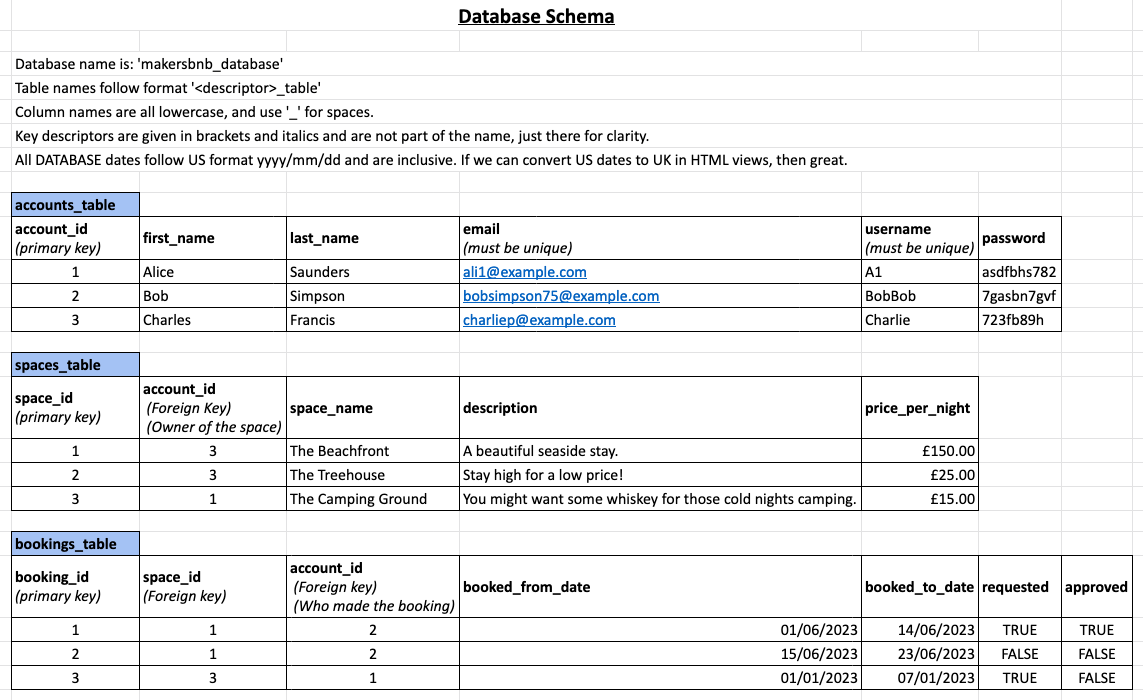 Database Schema
Database name is: 'makersbnb_database'
Table names follow format '<descriptor>_table'
Column names are all lowercase, and use '_' for spaces.
Key descriptors are given in brackets and italics and are not part of the name, just there for clarity.
All DATABASE dates follow US format yyyy/mm/dd and are inclusive. If we can convert US dates to UK in HTML views, then great.
accounts_table
account_id (primary key) first_name last_name email (must be unique) username (must be unique) password
1 Alice Saunders ali1@example.com A1 asdfbhs782
2 Bob Simpson bobsimpson75@example.com BobBob 7gasbn7gvf
3 Charles Francis charliep@example.com Charlie 723fb89h
spaces_table
space_id (primary key) account_id (Foreign Key) (Owner of the space) space_name description price_per_night
1 3 The Beachfront A beautiful seaside stay. £150.00
2 3 The Treehouse Stay high for a low price! £25.00
3 1 The Camping Ground You might want some whiskey for those cold nights camping. £15.00
bookings_table
booking_id (primary key) space_id (Foreign key) account_id (Foreign key) (Who made the booking) booked_from_date booked_to_date requested approved
1 1 2 01/06/2023 14/06/2023 TRUE TRUE
2 1 2 15/06/2023 23/06/2023 FALSE FALSE
3 3 1 01/01/2023 07/01/2023 TRUE FALSE